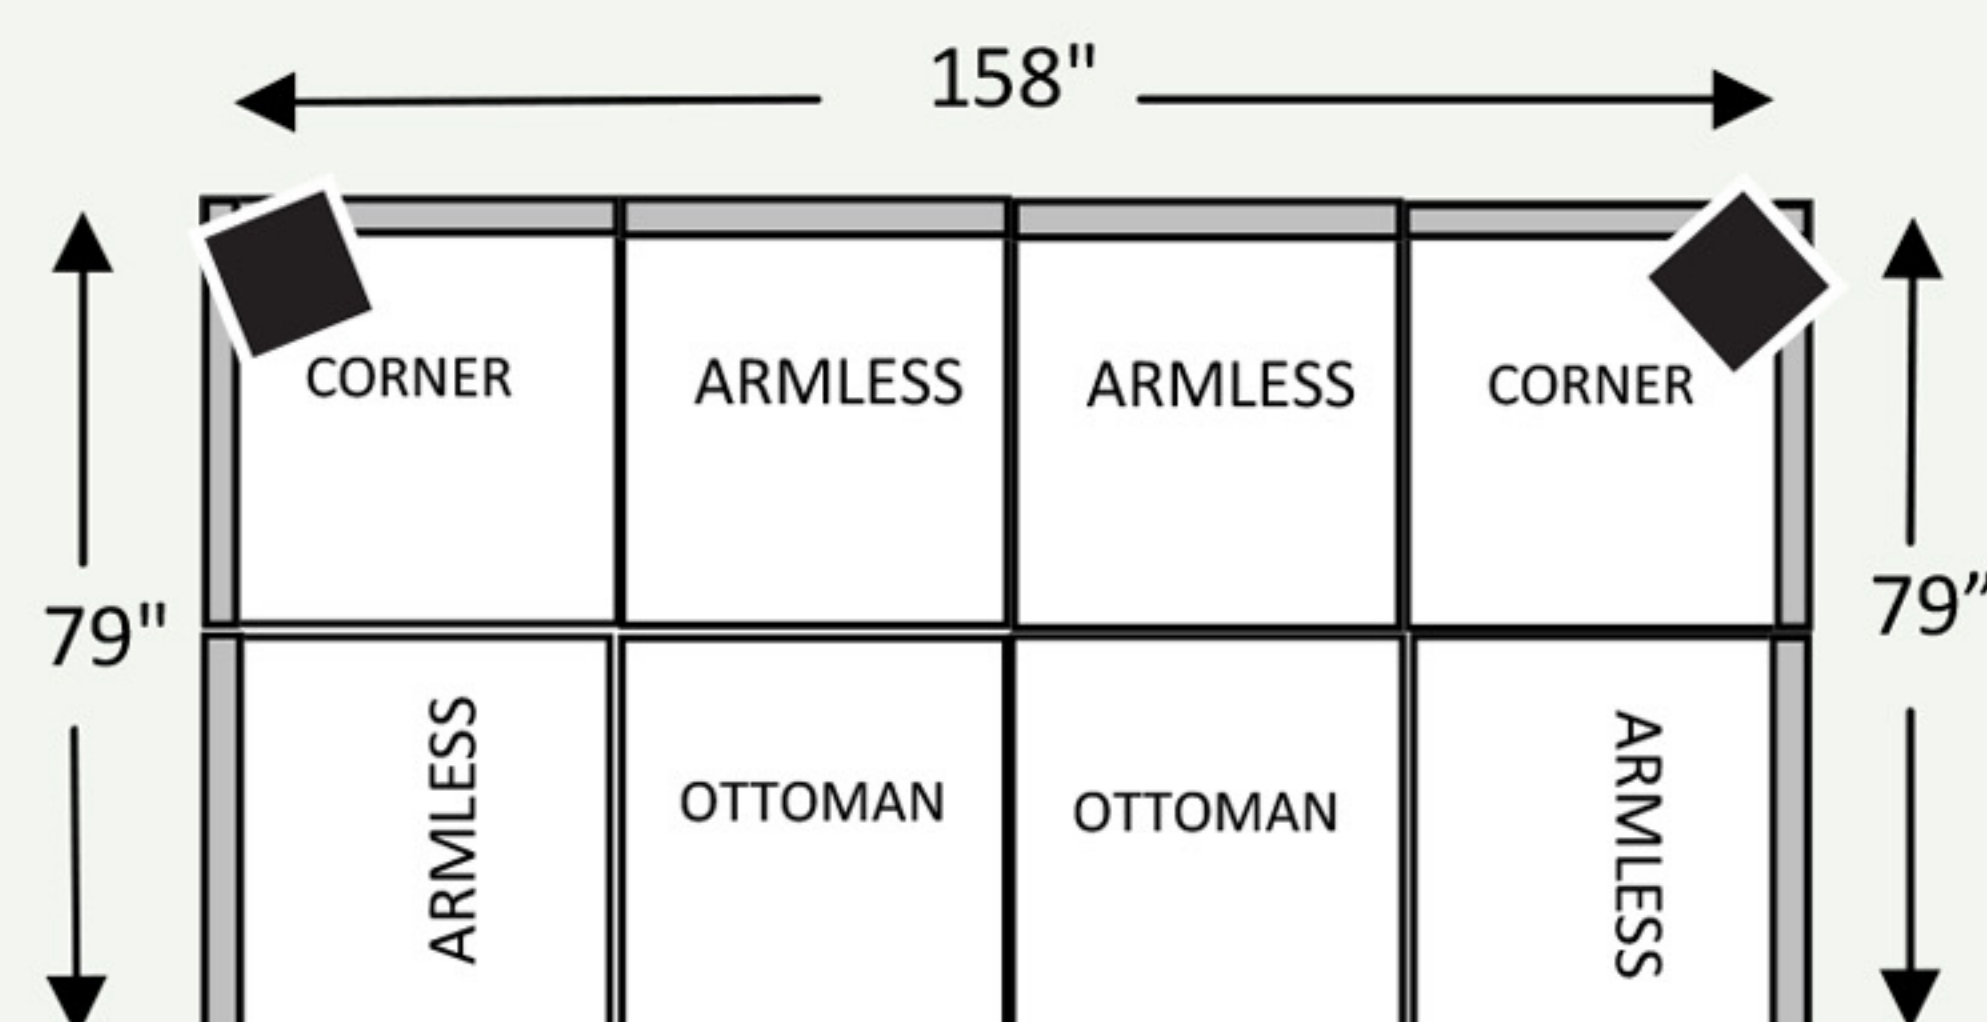 158"
CORNER
ARMLESS
ARMLESS
CORNER
79"
79”
ARMLESS
OTTOMAN
OTTOMAN
ARMLESS